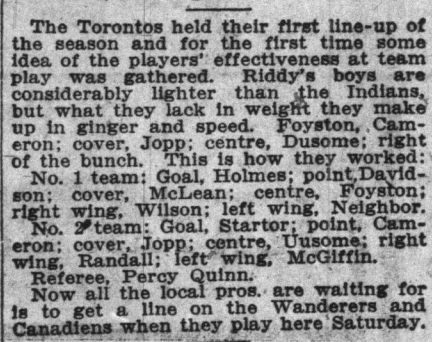 The Torontos held their first line-up of
the season and for the first time some
idea of the players' effectiveness at team
play was gathered. Riddy's boys are
considerably lighter than the Indians,
but what they lack in weight they make
up in ginger and speed. Foyston, Cam-
eron; cover, Jopp; centre, Dusome; right
of the bunch. This is how they worked:
No. 1 team: Goal, Holmes; point, David-
son; cover, McLean; centre, Foyston;
right wing, Wilson; left wing, Neighbor.
No. 2 team: Goal, Startor; point, Cam-
eron; cover, Jopp; centre, Uusome; right
wing, Randall; left wing, McGiffin.
Referee, Percy Quinn.
Now all the local pros. are waiting for
is to get a line on the Wanderers and
Canadiens when they play here Saturday.